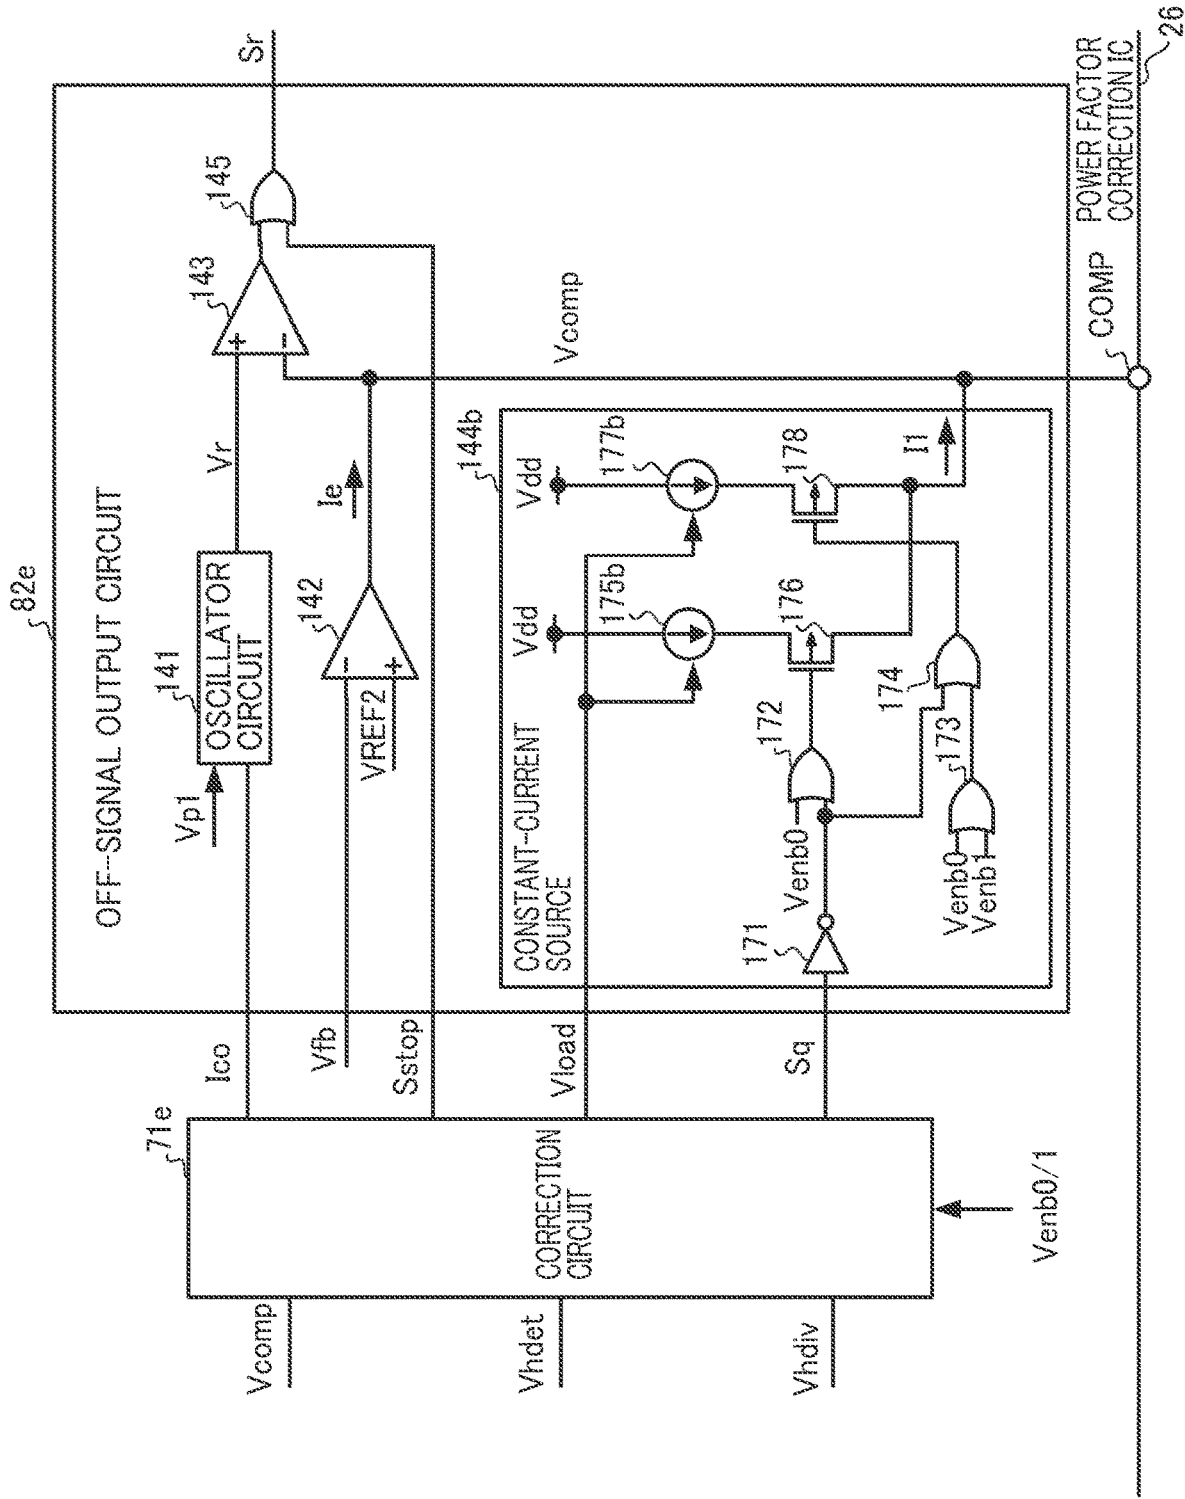 82e
OFF-SIGNAL OUTPUT CIRCUIT
Sr
145
143
Vr
141
OSCILLATOR
CIRCUIT
Vp1
Ie
142
VREF2
Vcomp
144b
CONSTANT-CURRENT
SOURCE
Vdd
177b
Vdd
175b
178
176
I1
172
Venb0
174
173
Venb0
Venb1
171
Ico
Vfb
Sstop
Vload
Sq
71e
CORRECTION
CIRCUIT
Vcomp
Vhdet
Vhdiv
Venb0/1
COMP
POWER FACTOR
CORRECTION IC
26